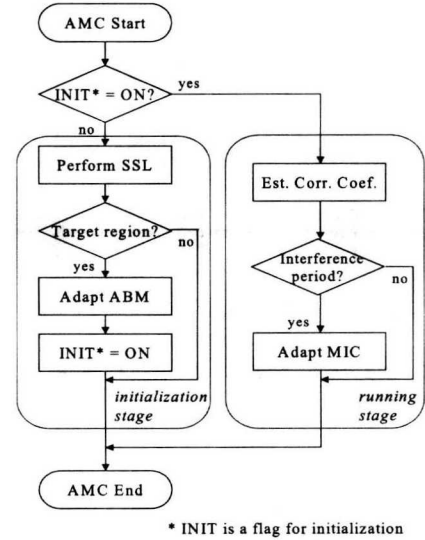 AMC Start
INIT* = ON?
yes
no
Perform SSL
Target region?
no
yes
Adapt ABM
INIT* = ON
initialization
stage
Est. Corr. Coef.
Interference
period?
no
yes
Adapt MIC
running
stage
AMC End
* INIT is a flag for initialization